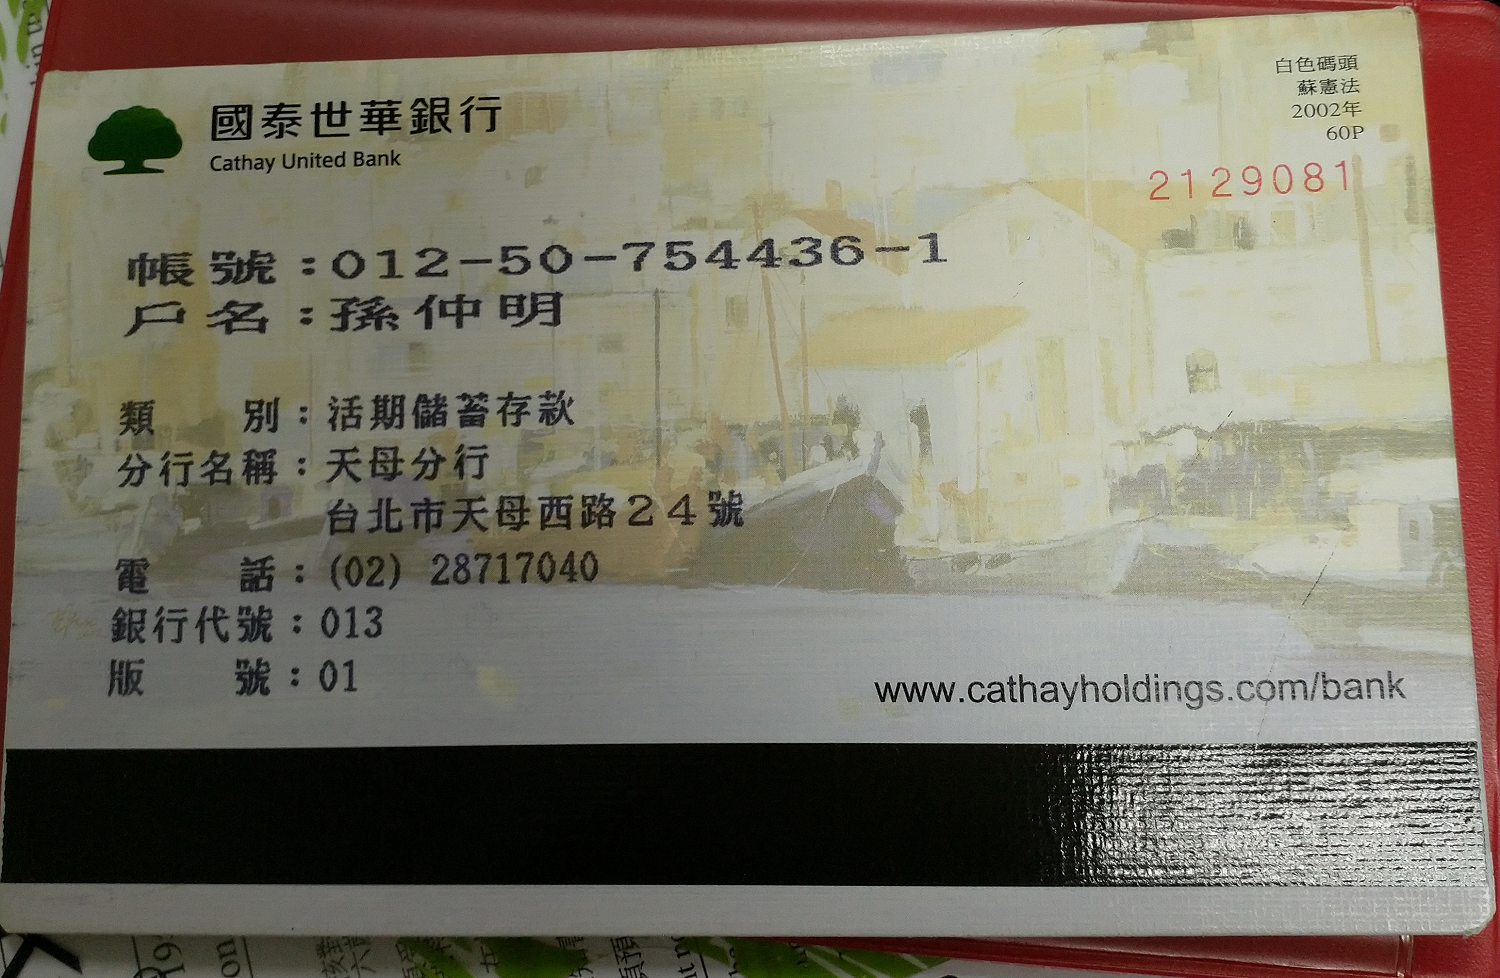 國泰世華銀行
Cathay United Bank
白色碼頭
蘇憲法
2002年
60P
2129081
帳號:012-50-754436-1
戶名:孫仲明
類別:活期儲蓄存款
分行名稱:天母分行
台北市天母西路24號
電話:(02) 28717040
銀行代號:013
版號:01
www.cathayholdings.com/bank